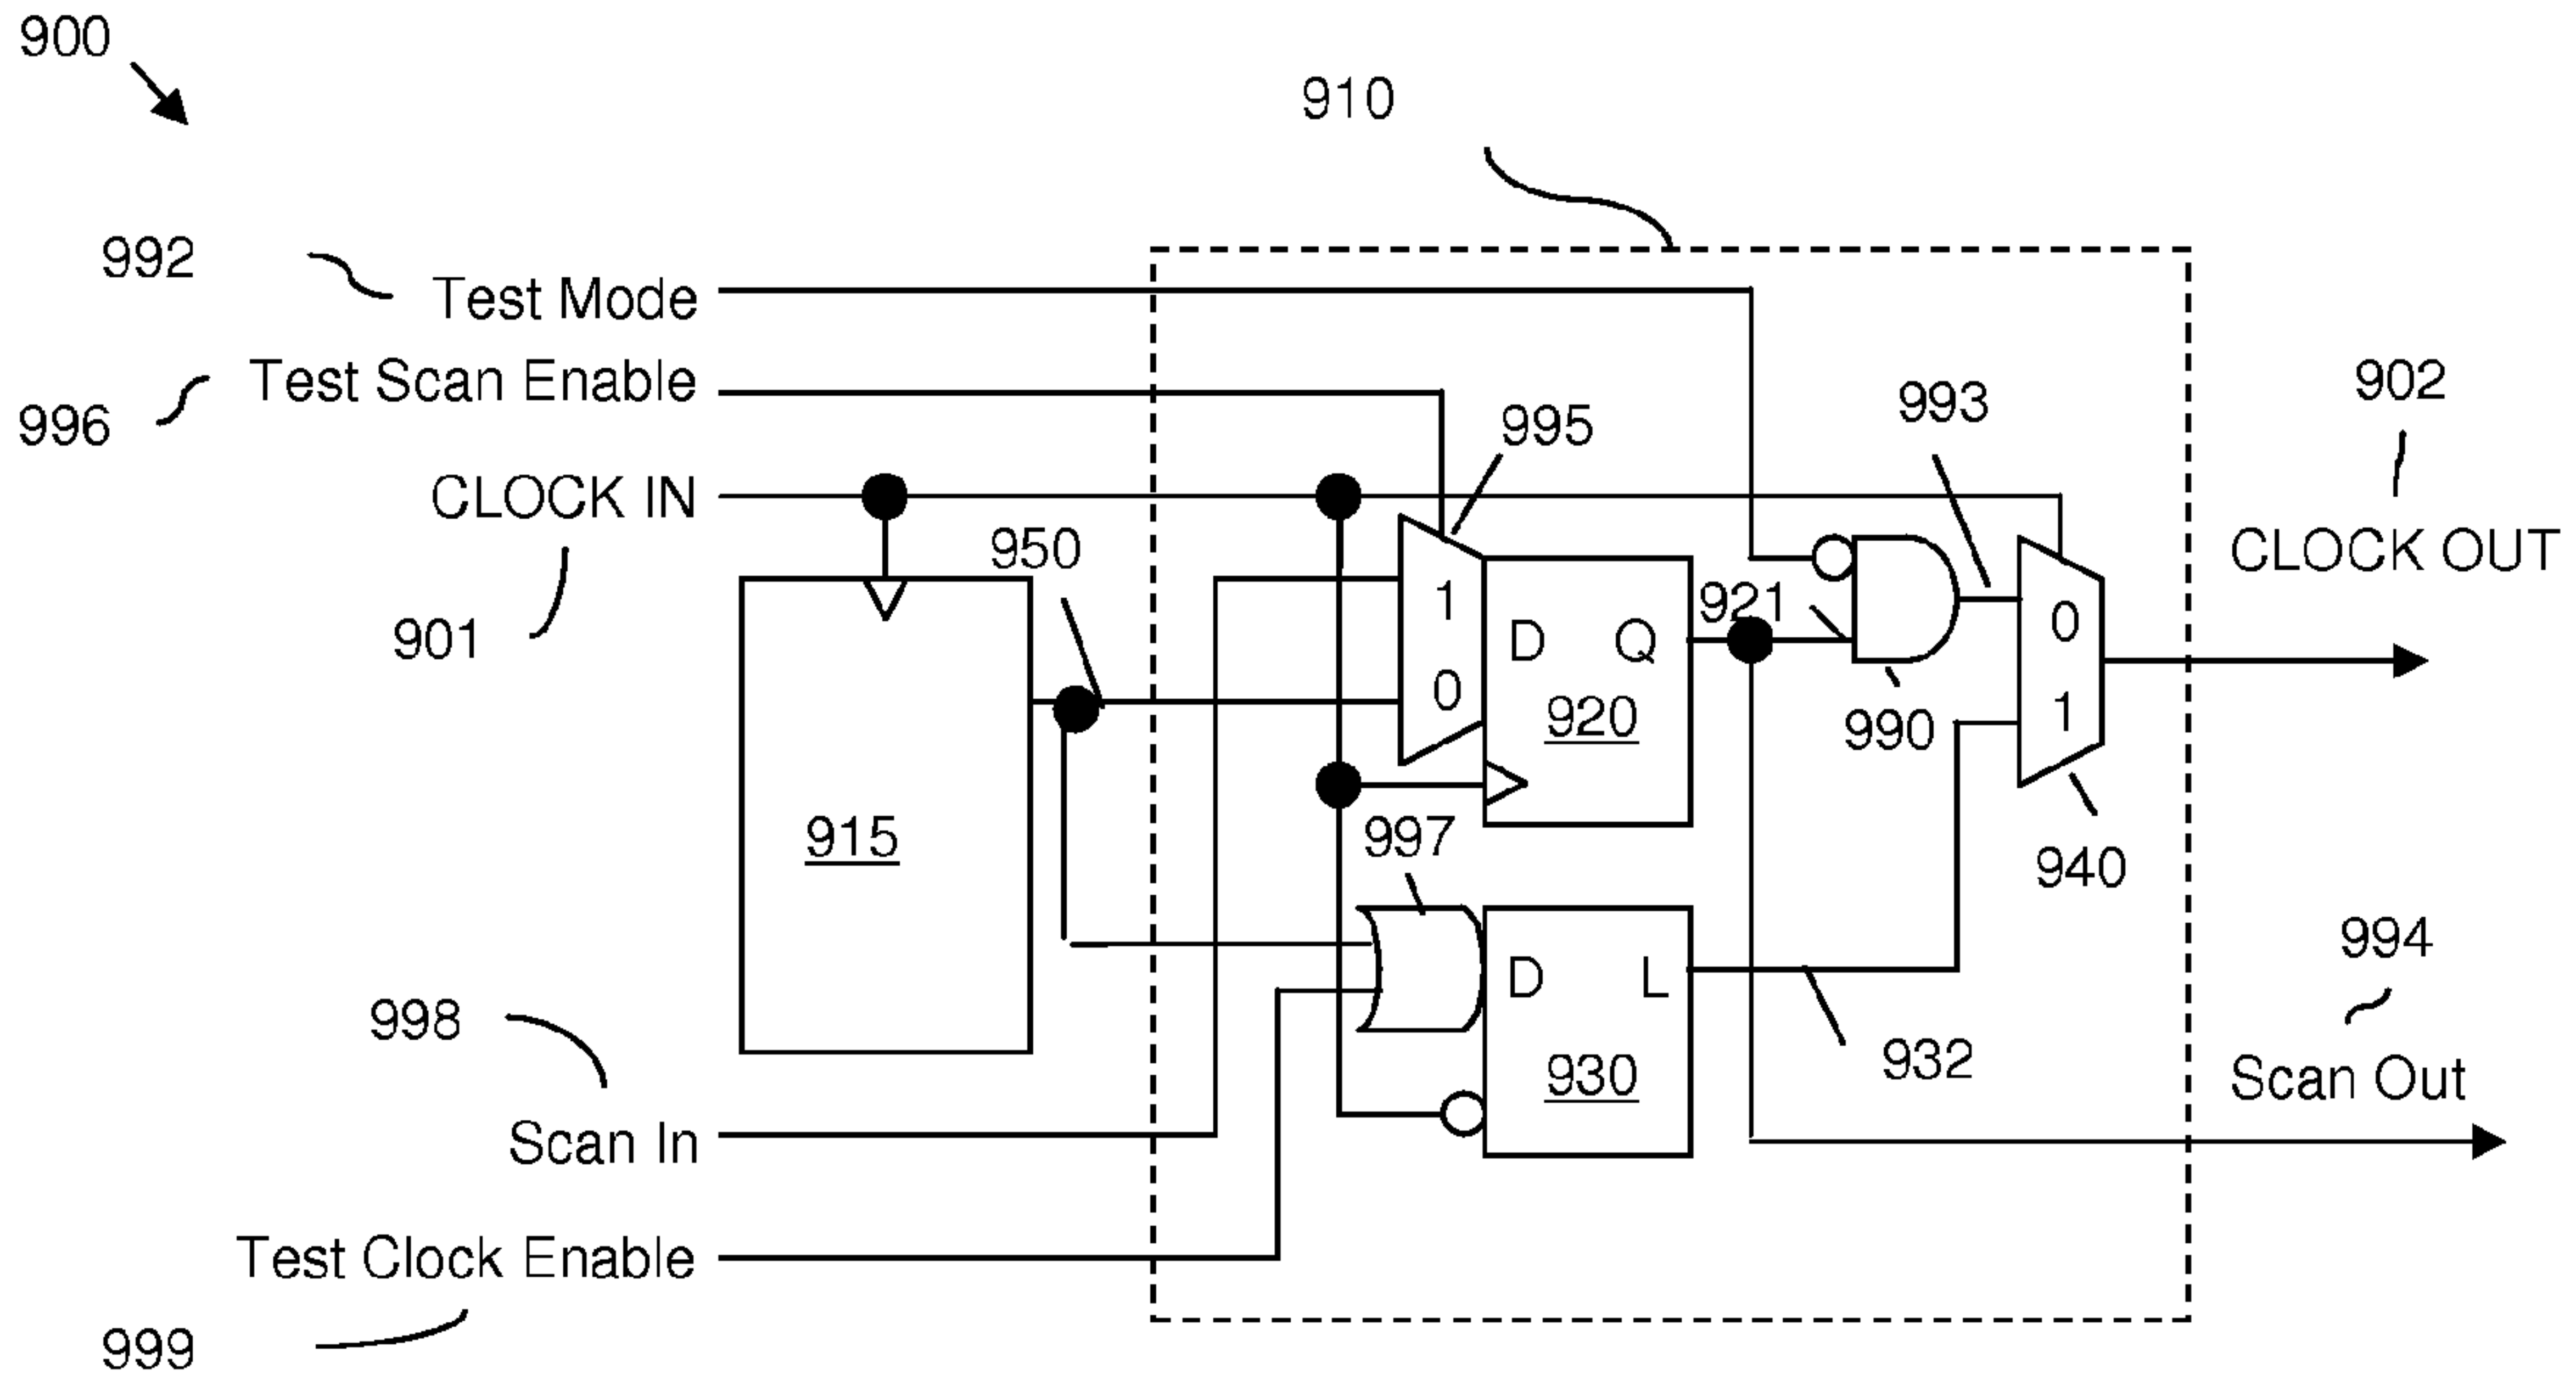 900
910
992
Test Mode
996
Test Scan Enable
995
993
902
CLOCK IN
901
950
CLOCK OUT
1
0
D Q
920
921
990
0
1
940
915
997
D L
930
932
994
998
Scan In
Scan Out
Test Clock Enable
999